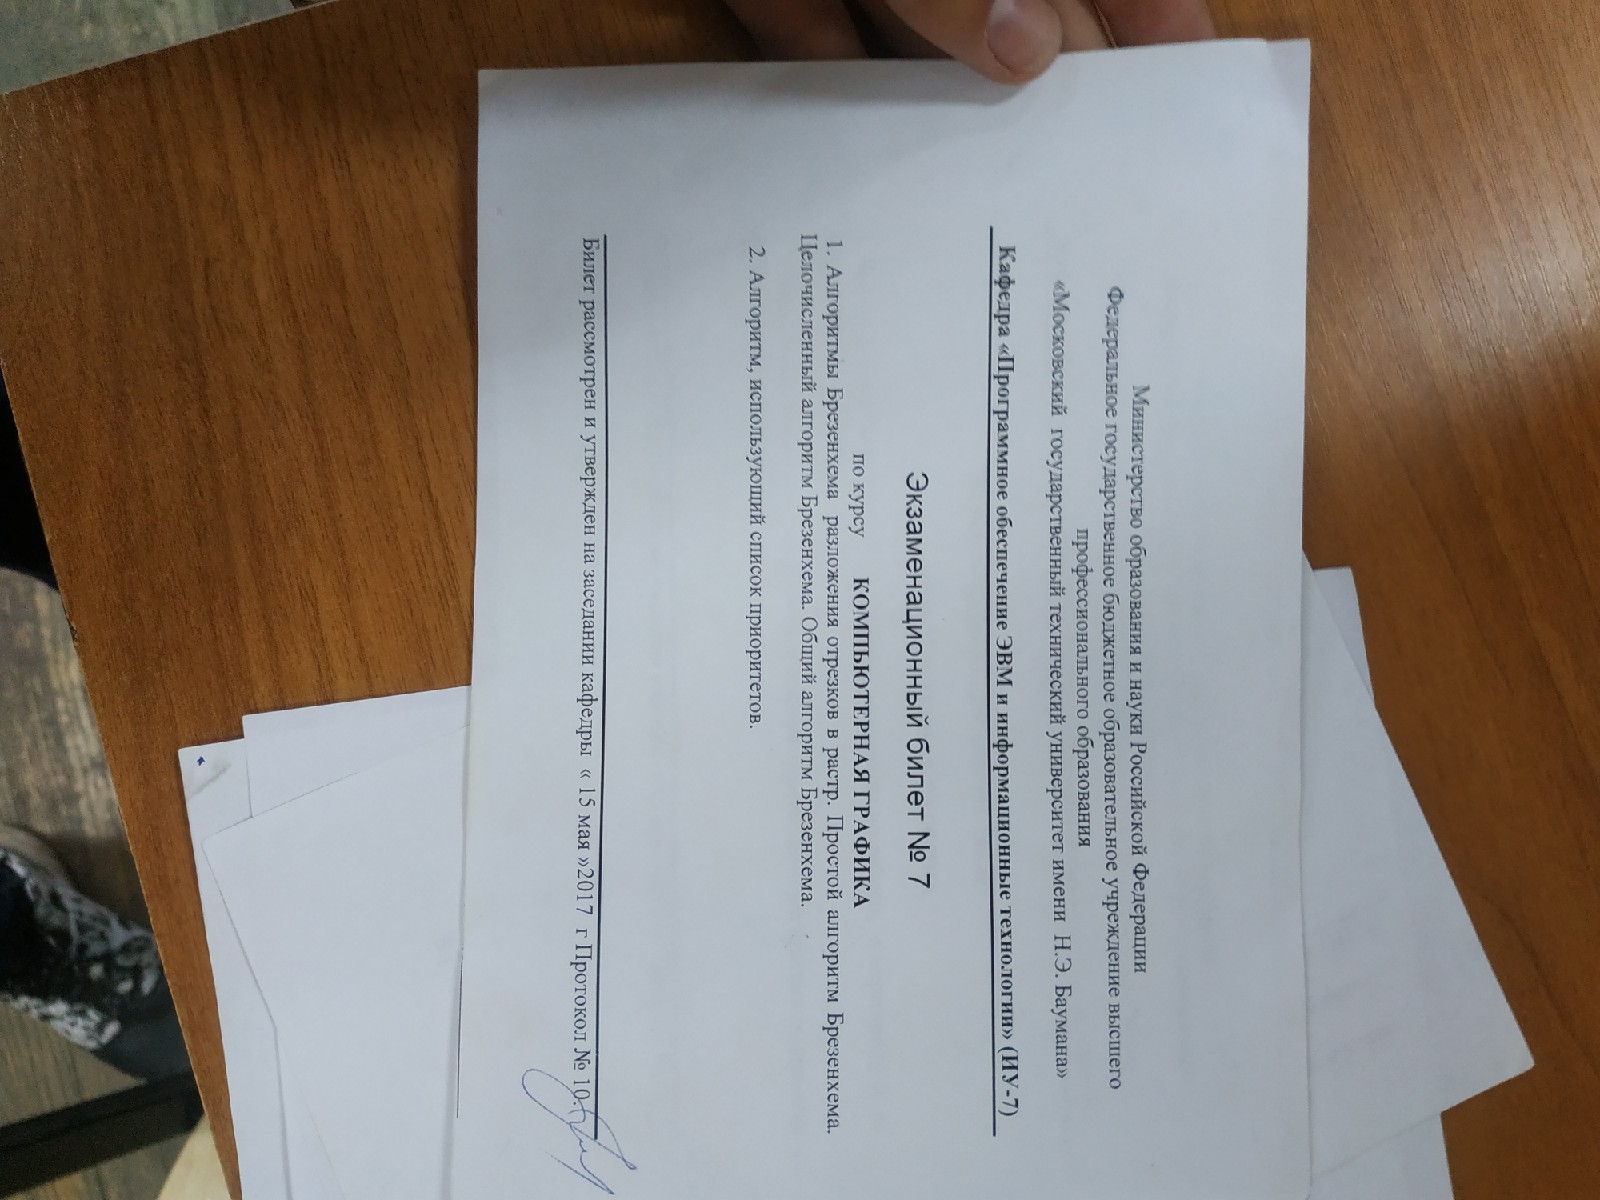 Министерство образования и науки Российской Федерации
Федеральное государственное бюджетное образовательное учреждение высшего
профессионального образования
«Московский государственный технический университет имени Н.Э. Баумана»
Кафедра «Программное обеспечение ЭВМ и информационные технологии» (ИУ-7)
Экзаменационный билет № 7
по курсу КОМПЬЮТЕРНАЯ ГРАФИКА
1. Алгоритмы Брезенхема разложения отрезков в растр. Простой алгоритм Брезенхема.
Целочисленный алгоритм Брезенхема. Общий алгоритм Брезенхема.
2. Алгоритм, использующий список приоритетов.
Билет рассмотрен и утвержден на заседании кафедры « 15 мая »2017 г Протокол № 10.